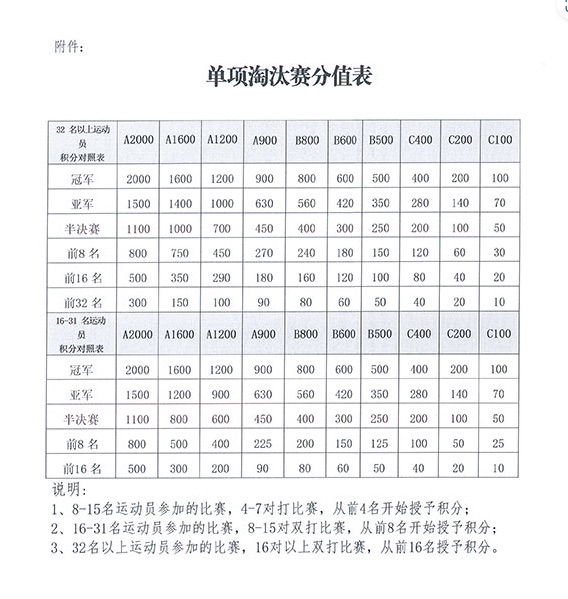 附件：
单项淘汰赛分值表
32 名以上运动员积分对照表 A2000 A1600 A1200 A900 B800 B600 B500 C400 C200 C100
冠军 2000 1600 1200 900 800 600 500 400 200 100
亚军 1500 1400 1000 630 560 420 350 280 140 70
半决赛 1100 1000 700 450 400 300 250 200 100 50
前8 名 800 750 450 270 240 180 150 120 60 30
前16 名 500 350 290 180 160 120 100 80 40 20
前32 名 300 150 100 90 80 60 50 40 20 10
16-31 名运动员积分对照表 A2000 A1600 A1200 A900 B800 B600 B500 C400 C200 C100
冠军 2000 1600 1200 900 800 600 500 400 200 100
亚军 1500 1200 900 630 560 420 350 280 140 70
半决赛 1100 800 600 450 400 300 250 200 100 50
前8 名 800 500 400 225 200 150 125 100 50 25
前16 名 500 300 200 90 80 60 50 40 20 10
说明：
1、8-15名运动员参加的比赛，4-7对打比赛，从前4名开始授予积分；
2、16-31名运动员参加的比赛，8-15对双打比赛，从前8名开始授予积分；
3、32名以上运动员参加的比赛，16对以上双打比赛，从前16名授予积分。